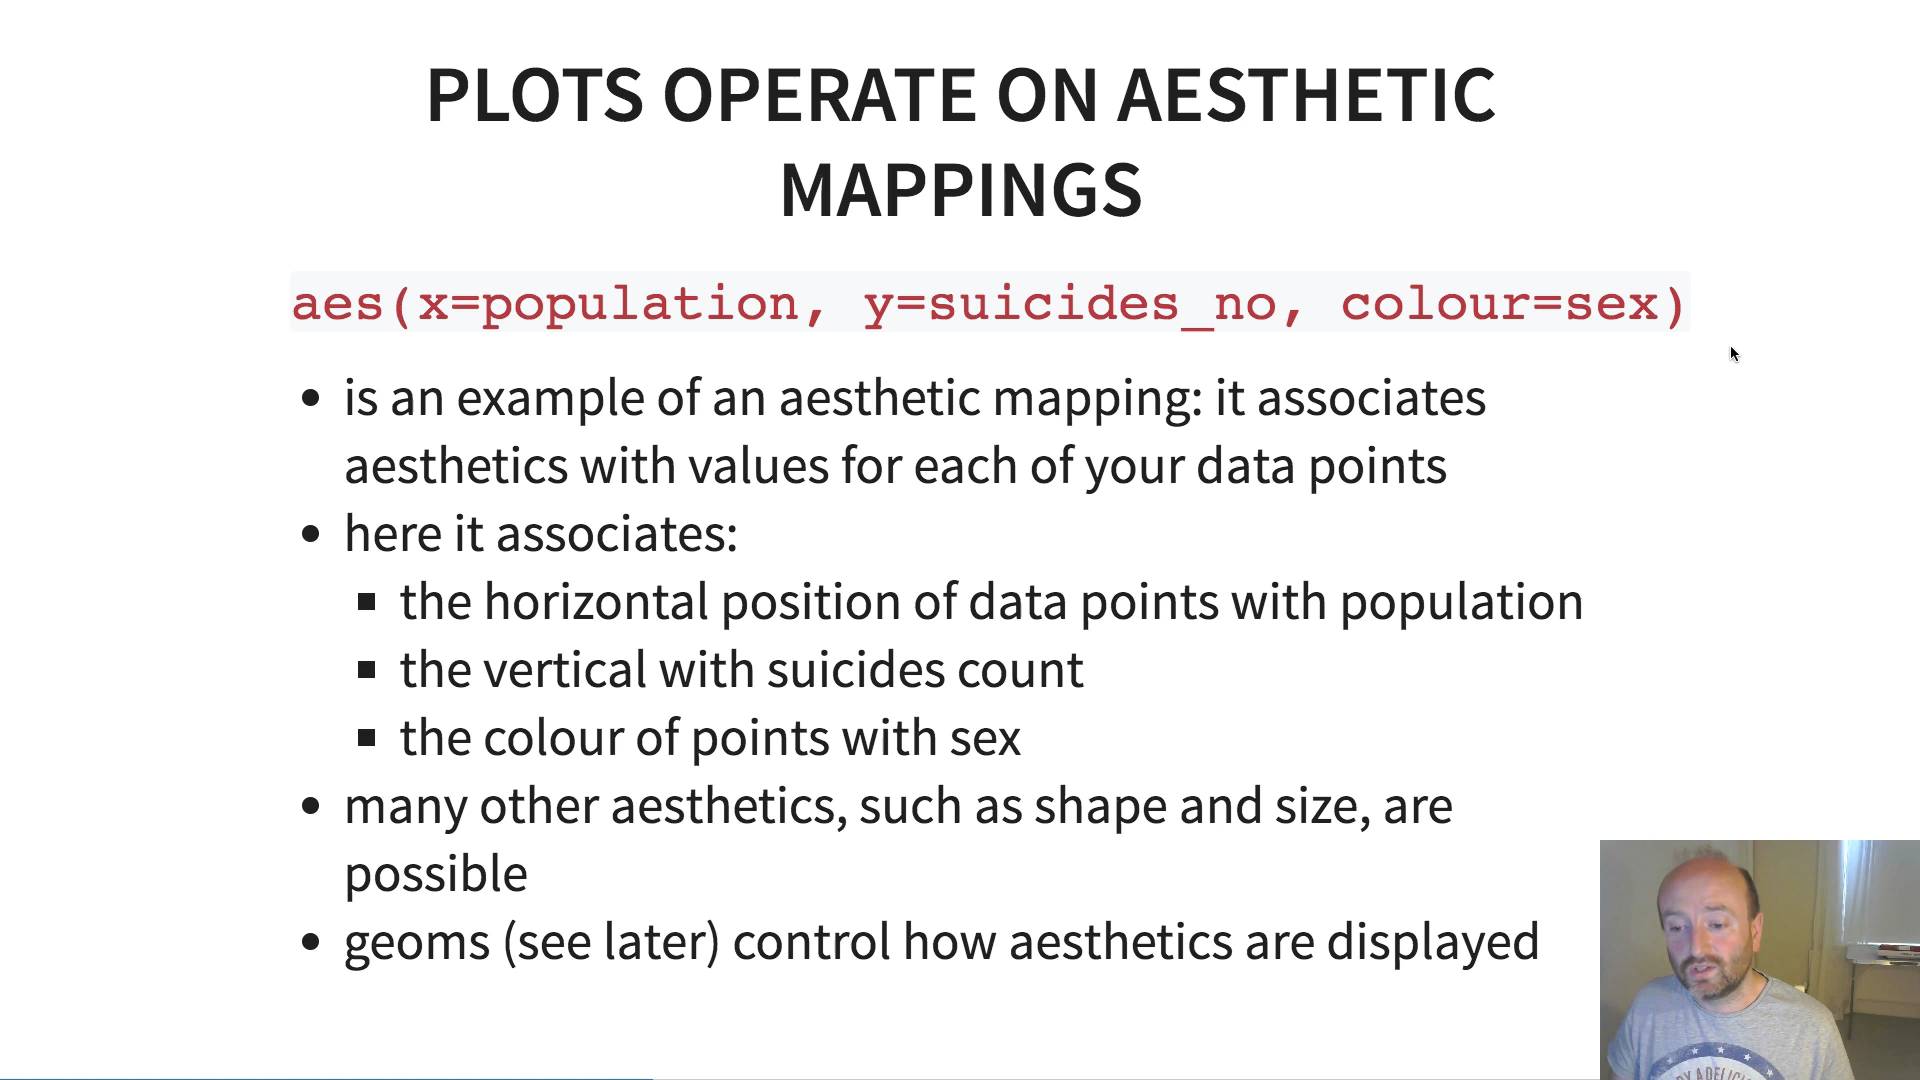 PLOTS OPERATE ON AESTHETIC
MAPPINGS
aes(x=population, y=suicides_no, colour=sex)
• is an example of an aesthetic mapping: it associates
aesthetics with values for each of your data points
• here it associates:
▪ the horizontal position of data points with population
▪ the vertical with suicides count
▪ the colour of points with sex
• many other aesthetics, such as shape and size, are
possible
• geoms (see later) control how aesthetics are displayed